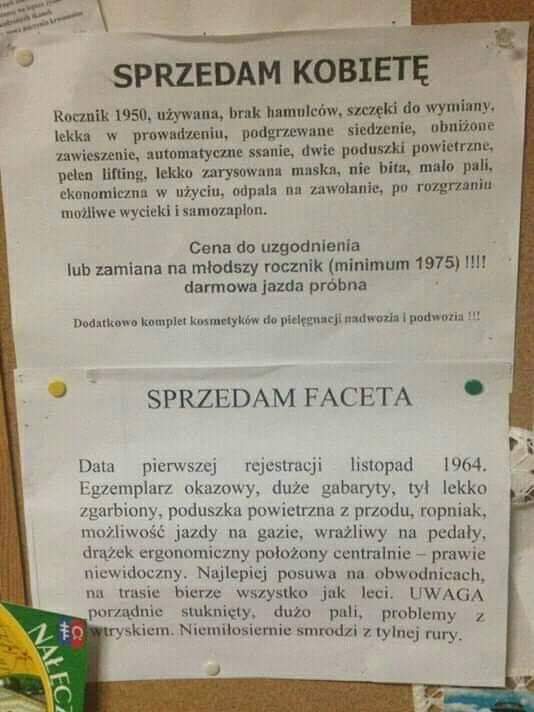 SPRZEDAM KOBIETĘ
Rocznik 1950, używana, brak hamulców, szczęki do wymiany,
lekka w prowadzeniu, podgrzewane siedzenie, obniżone
zawieszenie, automatyczne ssanie, dwie poduszki powietrzne,
pełen lifting, lekko zarysowana maska, nie bita, mało pali,
ekonomiczna w użyciu, odpala na zawołanie, po rozgrzaniu
możliwe wycieki i samozapłon.
Cena do uzgodnienia
lub zamiana na młodszy rocznik (minimum 1975) !!!!
darmowa jazda próbna
Dodatkowo komplet kosmetyków do pielęgnacji nadwozia i podwozia !!!
SPRZEDAM FACETA
Data pierwszej rejestracji listopad 1964.
Egzemplarz okazowy, duże gabaryty, tył lekko
zgarbiony, poduszka powietrzna z przodu, ropniak,
możliwość jazdy na gazie, wrażliwy na pedały,
drążek ergonomiczny położony centralnie – prawie
niewidoczny. Najlepiej posuwa na obwodnicach,
na trasie bierze wszystko jak leci. UWAGA
porządnie stuknięty, dużo pali, problemy z
wtryskiem. Niemiłosiernie smrodzi z tylnej rury.
NAŁĘCZ